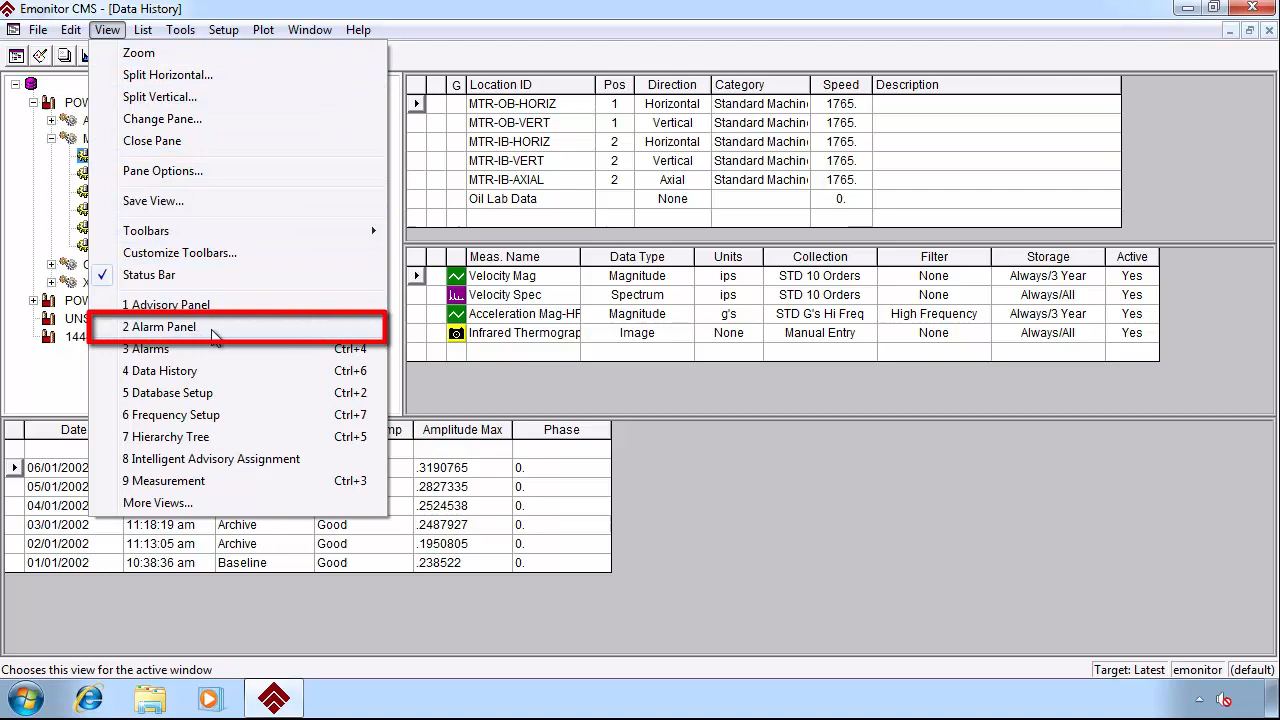 Emonitor CMS - [Data History]
File Edit View List Tools Setup Plot Window Help
Zoom
Split Horizontal...
Split Vertical...
Change Pane...
Close Pane
Pane Options...
Save View...
Toolbars
Customize Toolbars...
Status Bar
1 Advisory Panel
2 Alarm Panel
3 Alarms Ctrl+4
4 Data History Ctrl+6
5 Database Setup Ctrl+2
6 Frequency Setup Ctrl+7
7 Hierarchy Tree Ctrl+5
8 Intelligent Advisory Assignment
9 Measurement Ctrl+3
More Views...
POW
A
M
C
X
POW
UNS
144
G Location ID Pos Direction Category Speed Description
MTR-OB-HORIZ 1 Horizontal Standard Machin 1765.
MTR-OB-VERT 1 Vertical Standard Machin 1765.
MTR-IB-HORIZ 2 Horizontal Standard Machin 1765.
MTR-IB-VERT 2 Vertical Standard Machin 1765.
MTR-IB-AXIAL 2 Axial Standard Machin 1765.
Oil Lab Data None 0.
Meas. Name Data Type Units Collection Filter Storage Active
Velocity Mag Magnitude ips STD 10 Orders None Always/3 Year Yes
Velocity Spec Spectrum ips STD 10 Orders None Always/All Yes
Acceleration Mag-HF Magnitude g's STD G's Hi Freq High Frequency Always/3 Year Yes
Infrared Thermograp Image None Manual Entry None Always/All Yes
Date mp Amplitude Max Phase
06/01/2002 .3190765 0.
05/01/2002 .2827335 0.
04/01/2002 .2524538 0.
03/01/2002 11:18:19 am Archive Good .2487927 0.
02/01/2002 11:13:05 am Archive Good .1950805 0.
01/01/2002 10:38:36 am Baseline Good .238522 0.
Chooses this view for the active window
Target: Latest emonitor (default)